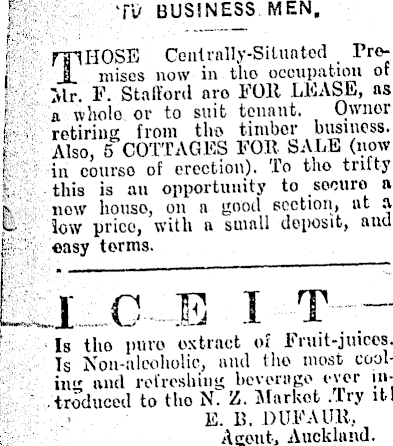 TO BUSINESS MEN.
THOSE Centrally-Situated Pre-
mises now in the occupation of
Mr. F. Stafford are FOR LEASE, as
a whole or to suit tenant. Owner
retiring from the timber business.
Also, 5 COTTAGES FOR SALE (now
in course of erection). To the trifty
this is an opportunity to secure a
new house, on a good section, at a
low price, with a small deposit, and
easy terms.
I C E I T
Is the pure extract of Fruit-juices.
Is Non-alcoholic, and the most cool-
ing and refreshing beverage ever in-
troduced to the N. Z. Market .Try it!
E. B. DUFAUR,
Agent, Auckland.